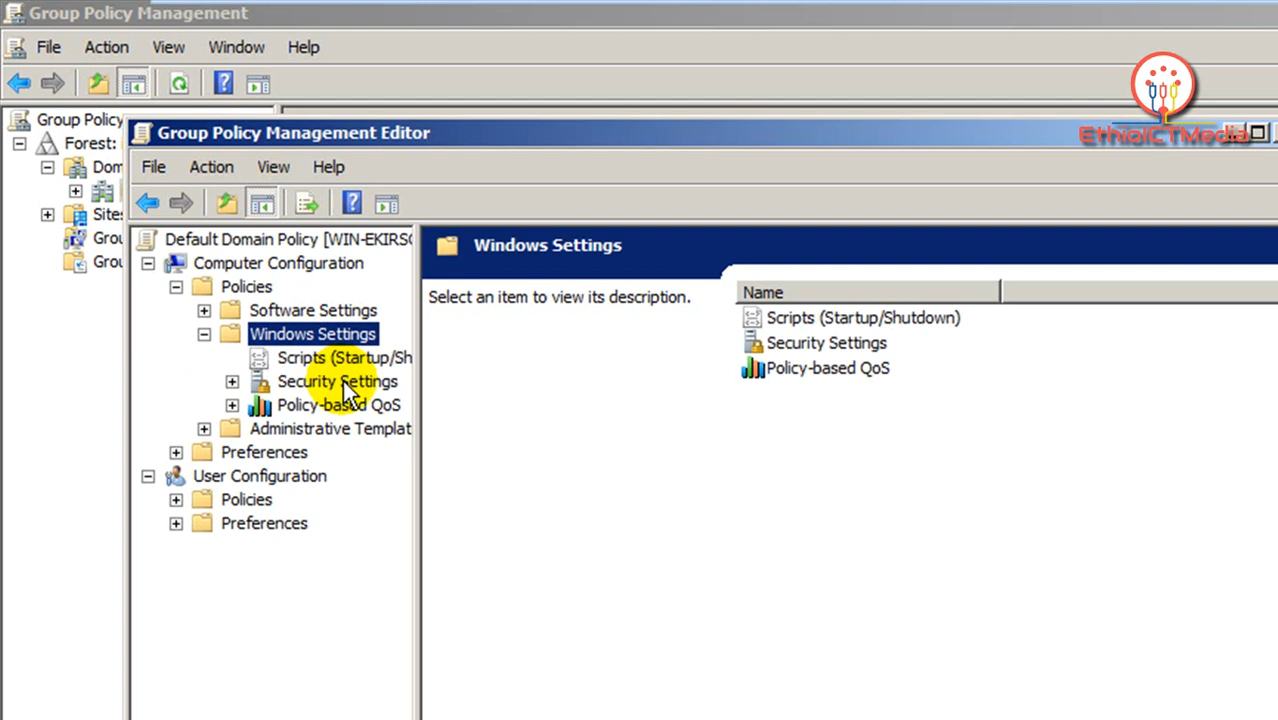 Group Policy Management
File Action View Window Help
Group Policy
Forest:
Dom
Sites
Grou
Grou
EthioICTMedia
Group Policy Management Editor
File Action View Help
Default Domain Policy [WIN-EKIRSC
Computer Configuration
Policies
Software Settings
Windows Settings
Scripts (Startup/Sh
Security Settings
Policy-based QoS
Administrative Templat
Preferences
User Configuration
Policies
Preferences
Windows Settings
Select an item to view its description.
Name
Scripts (Startup/Shutdown)
Security Settings
Policy-based QoS